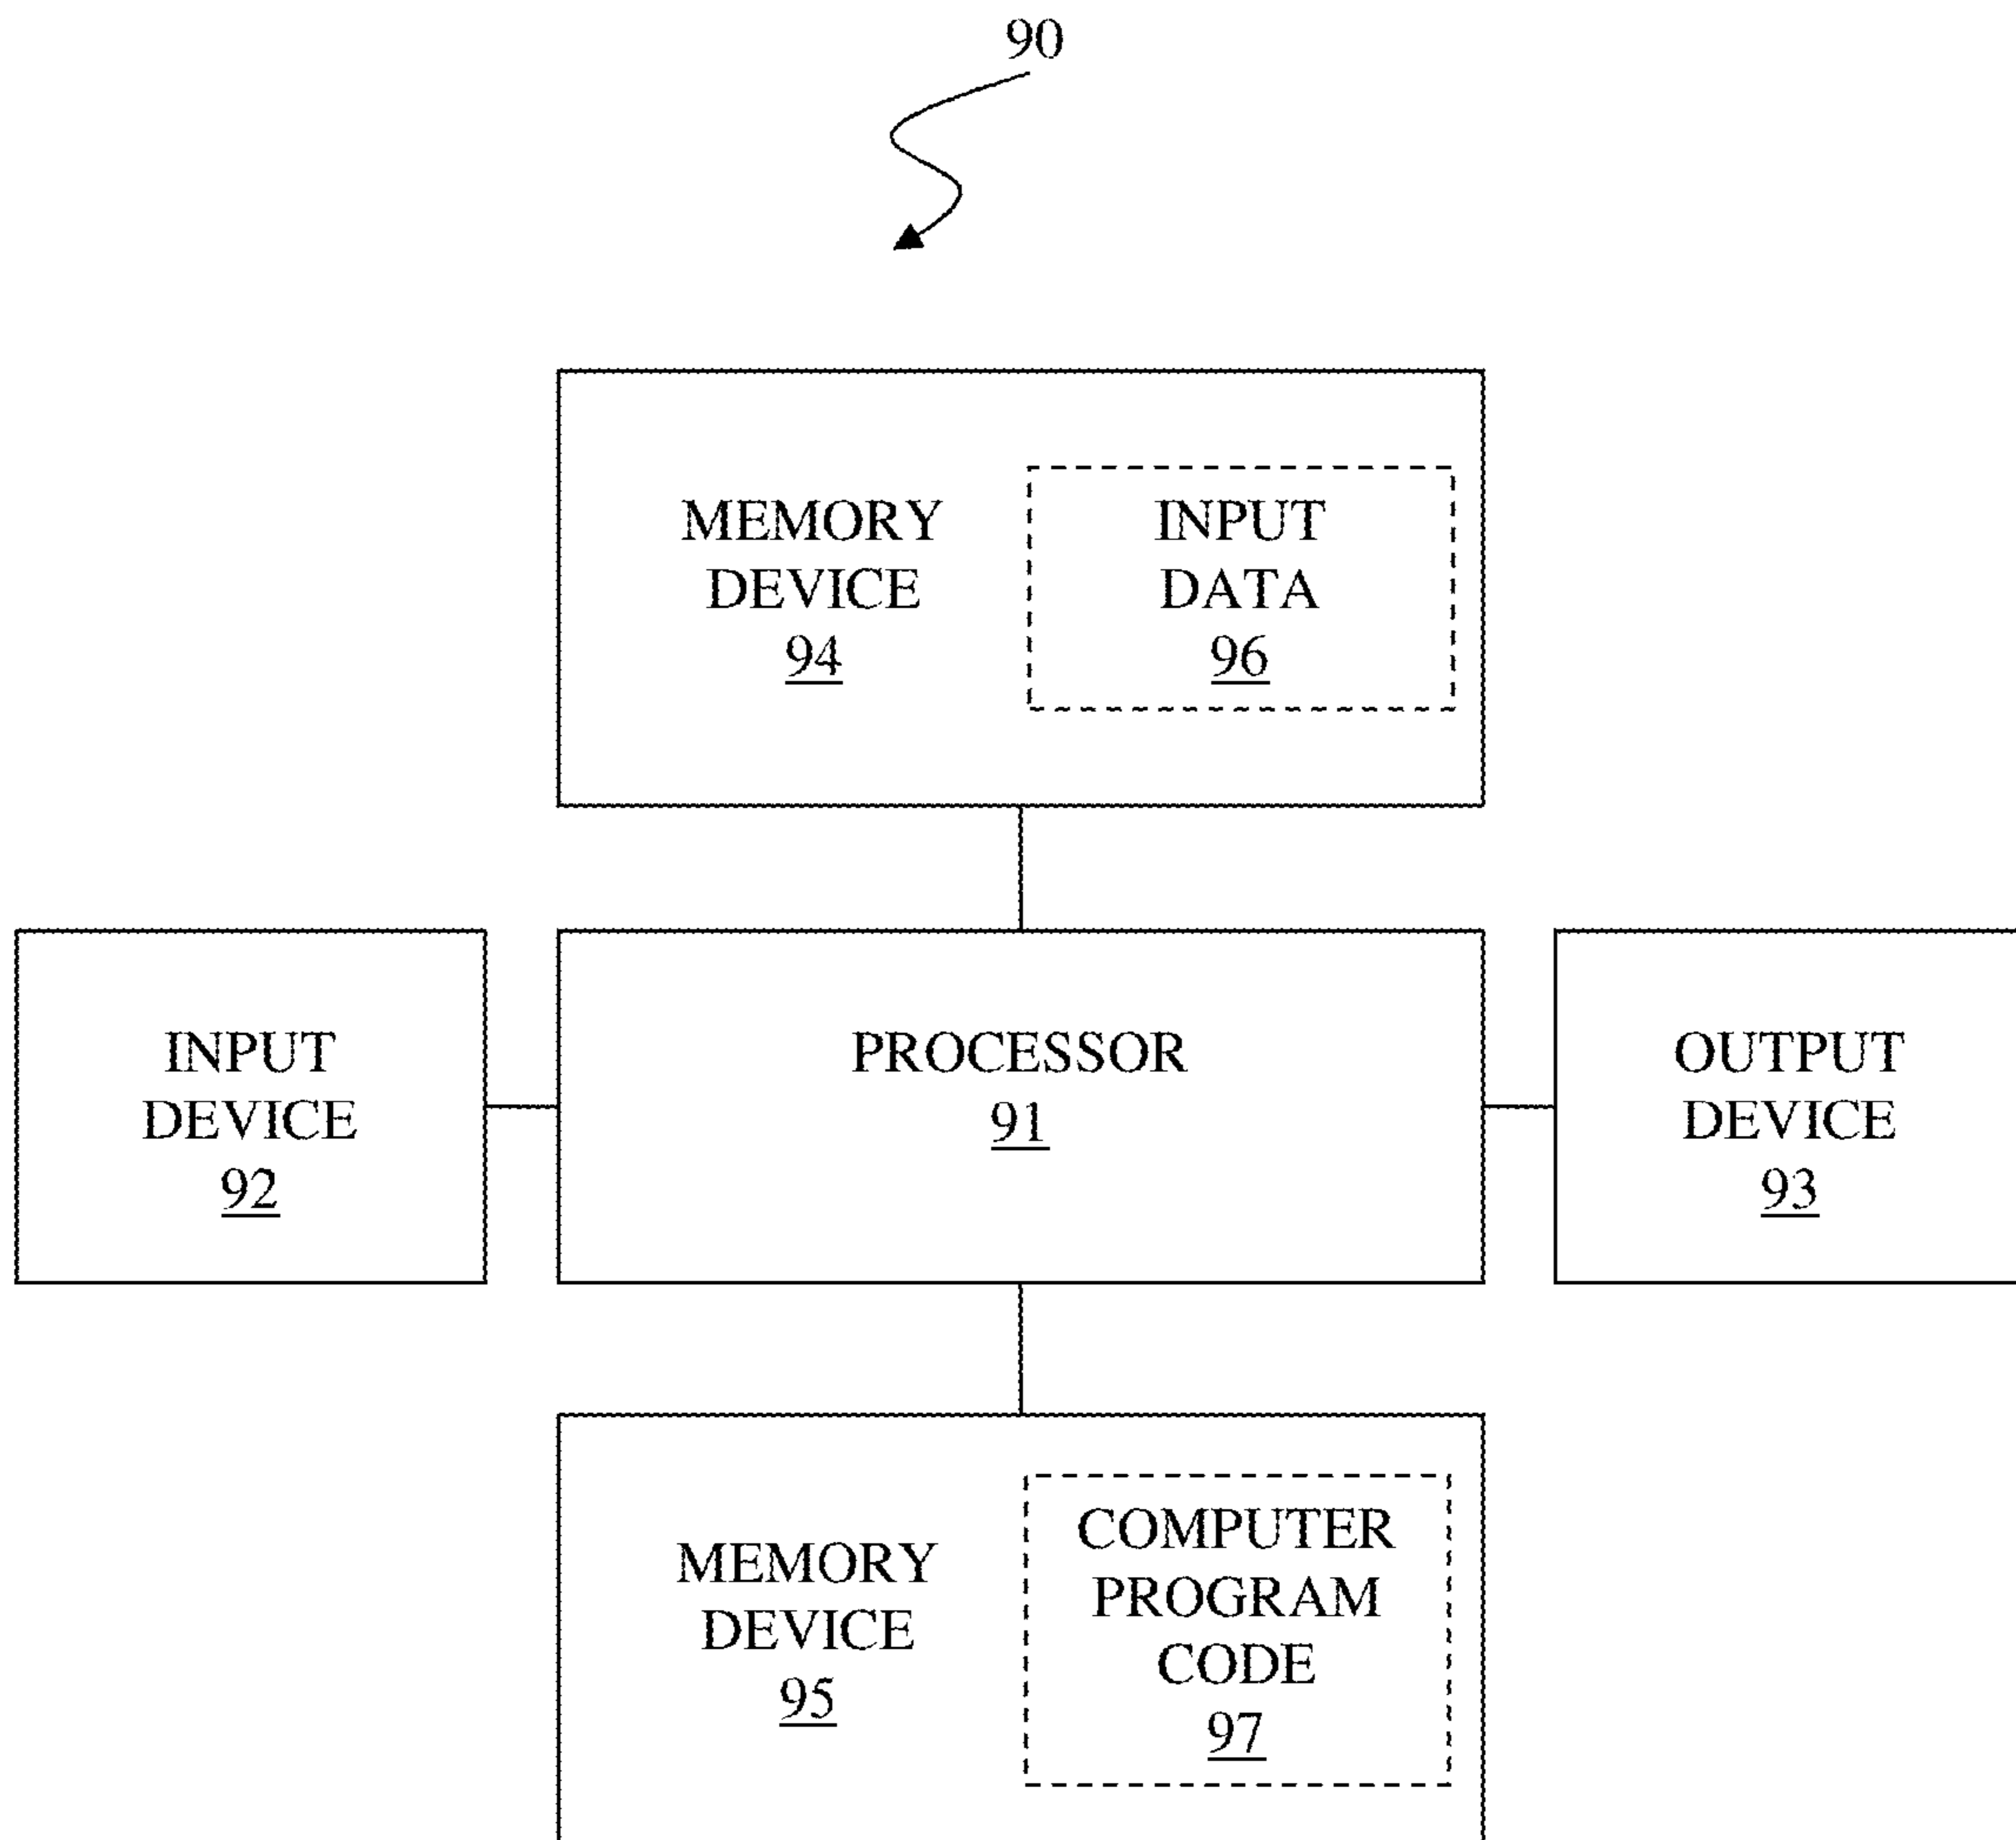 90
MEMORY
DEVICE
94
INPUT
DATA
96
INPUT
DEVICE
92
PROCESSOR
91
OUTPUT
DEVICE
93
MEMORY
DEVICE
95
COMPUTER
PROGRAM
CODE
97